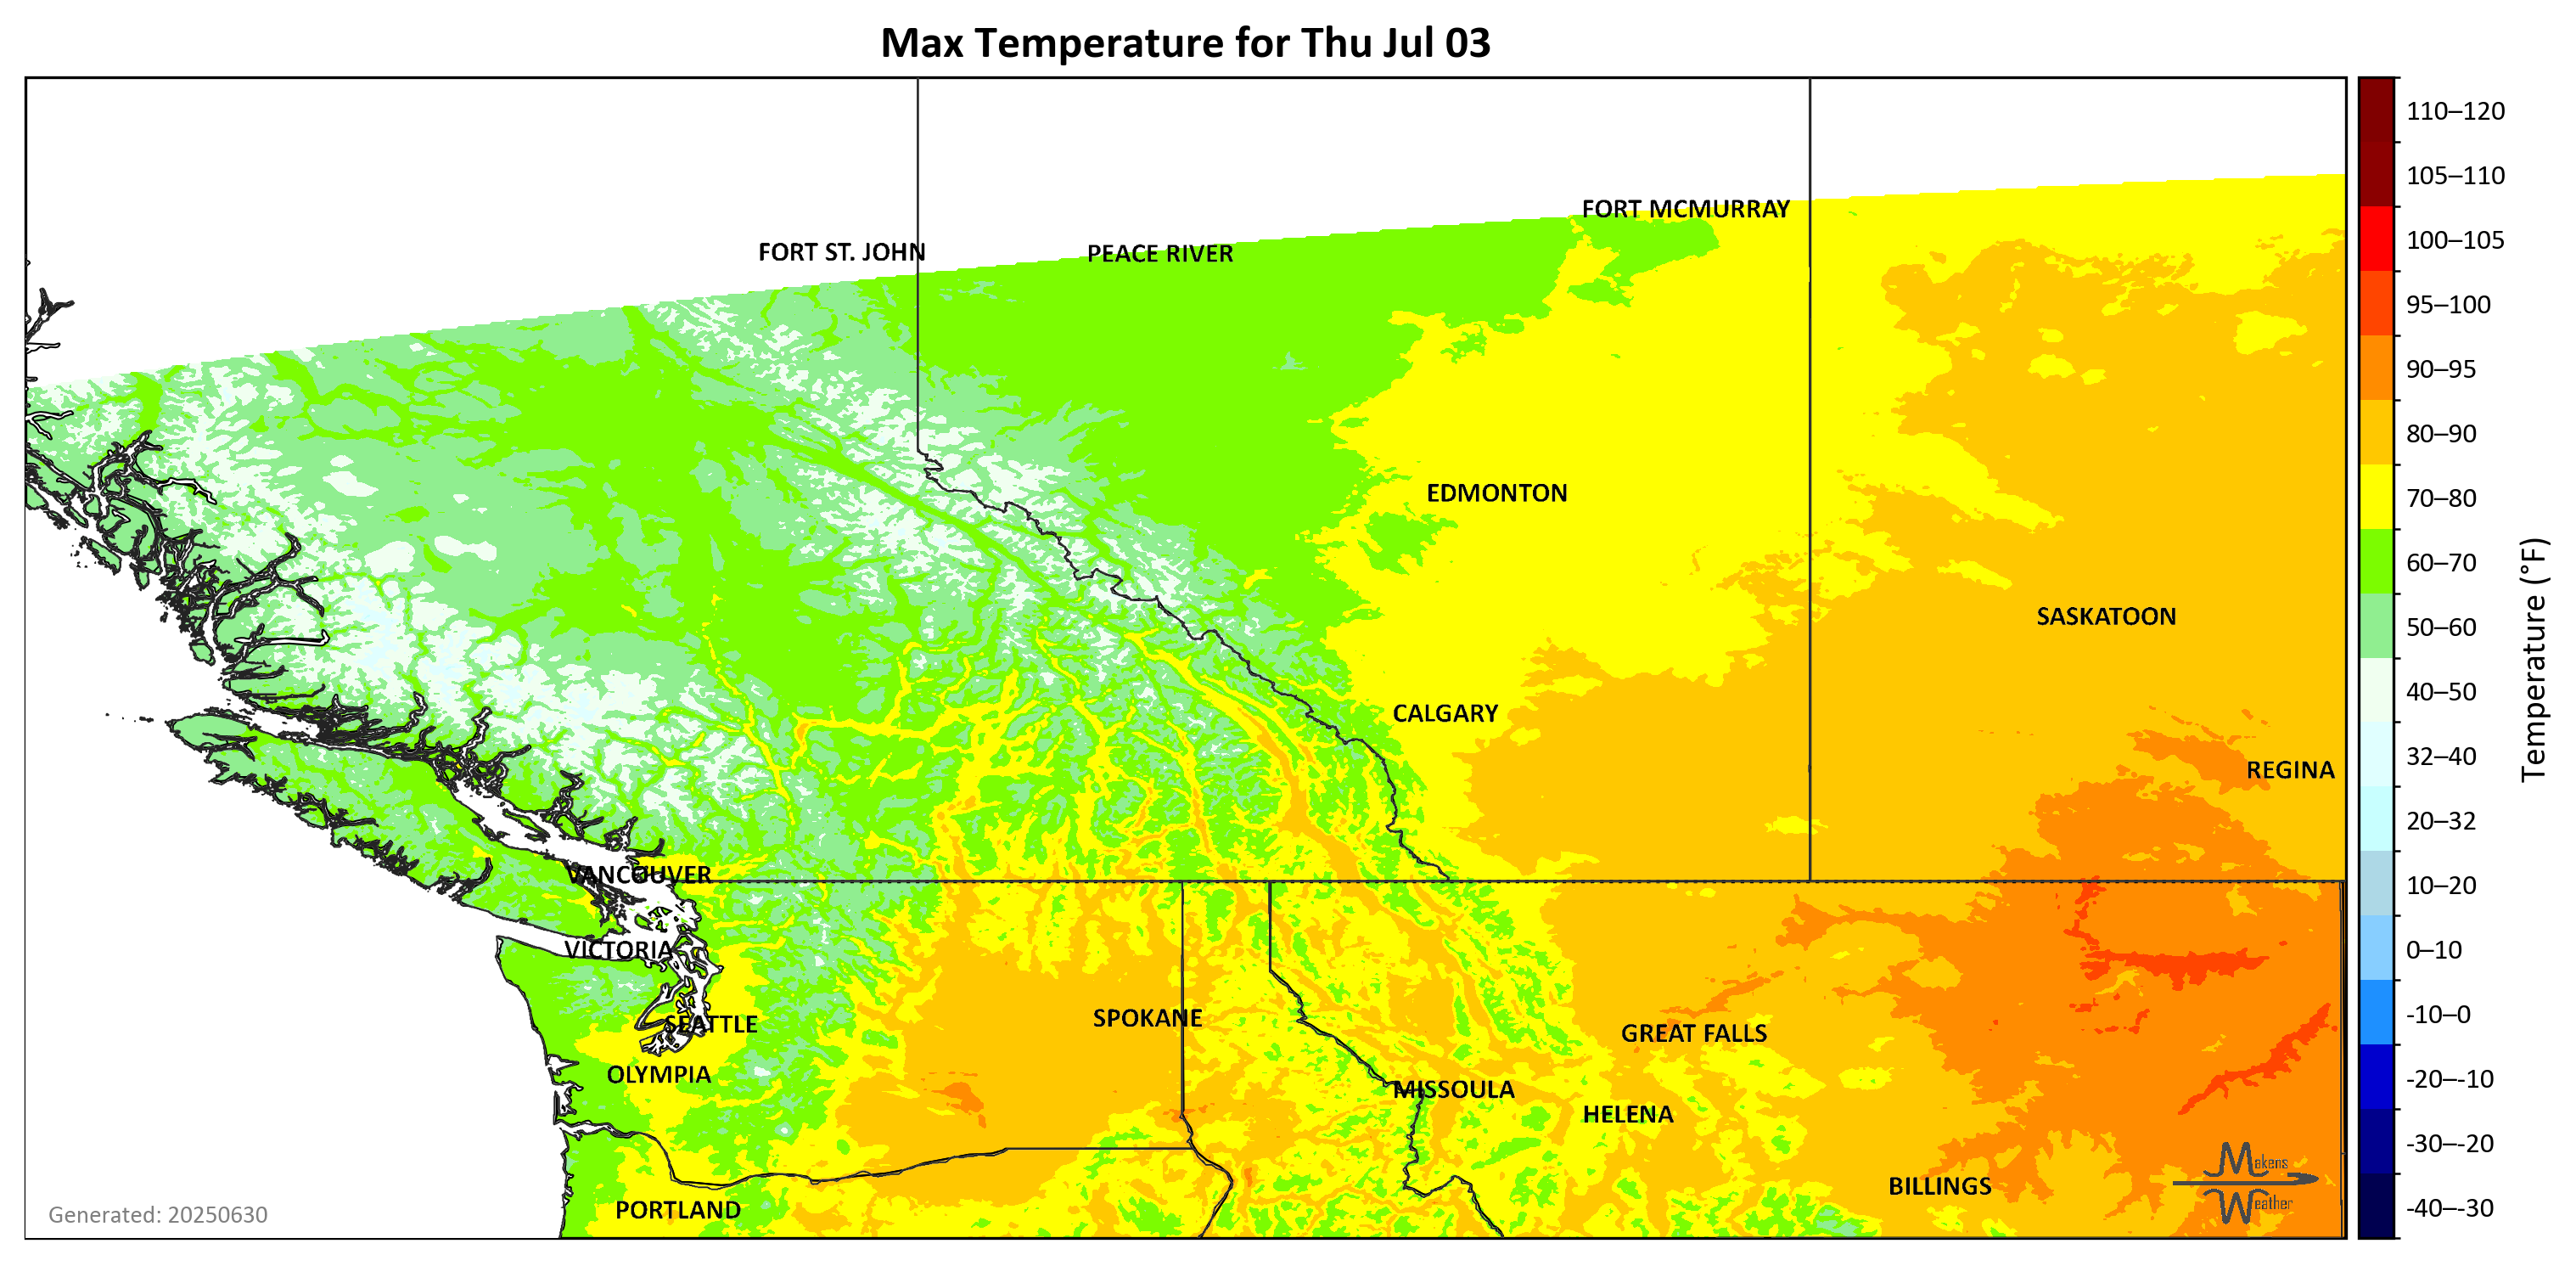 Max Temperature for Thu Jul 03
FORT MCMURRAY
FORT ST. JOHN
PEACE RIVER
EDMONTON
SASKATOON
CALGARY
REGINA
VANCOUVER
VICTORIA
SEATTLE
SPOKANE
GREAT FALLS
OLYMPIA
MISSOULA
HELENA
BILLINGS
PORTLAND
Makens
Weather
Generated: 20250630
110–120
105–110
100–105
95–100
90–95
80–90
70–80
60–70
50–60
40–50
32–40
20–32
10–20
0–10
-10–0
-20–-10
-30–-20
-40–-30
Temperature (°F)